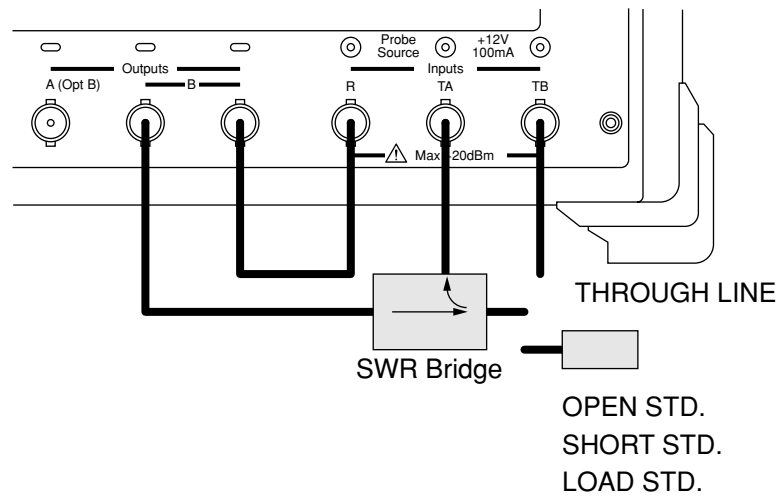 Probe
Source
+12V
100mA
Outputs
Inputs
A (Opt B)
B
R
TA
TB
Max +20dBm
THROUGH LINE
SWR Bridge
OPEN STD.
SHORT STD.
LOAD STD.